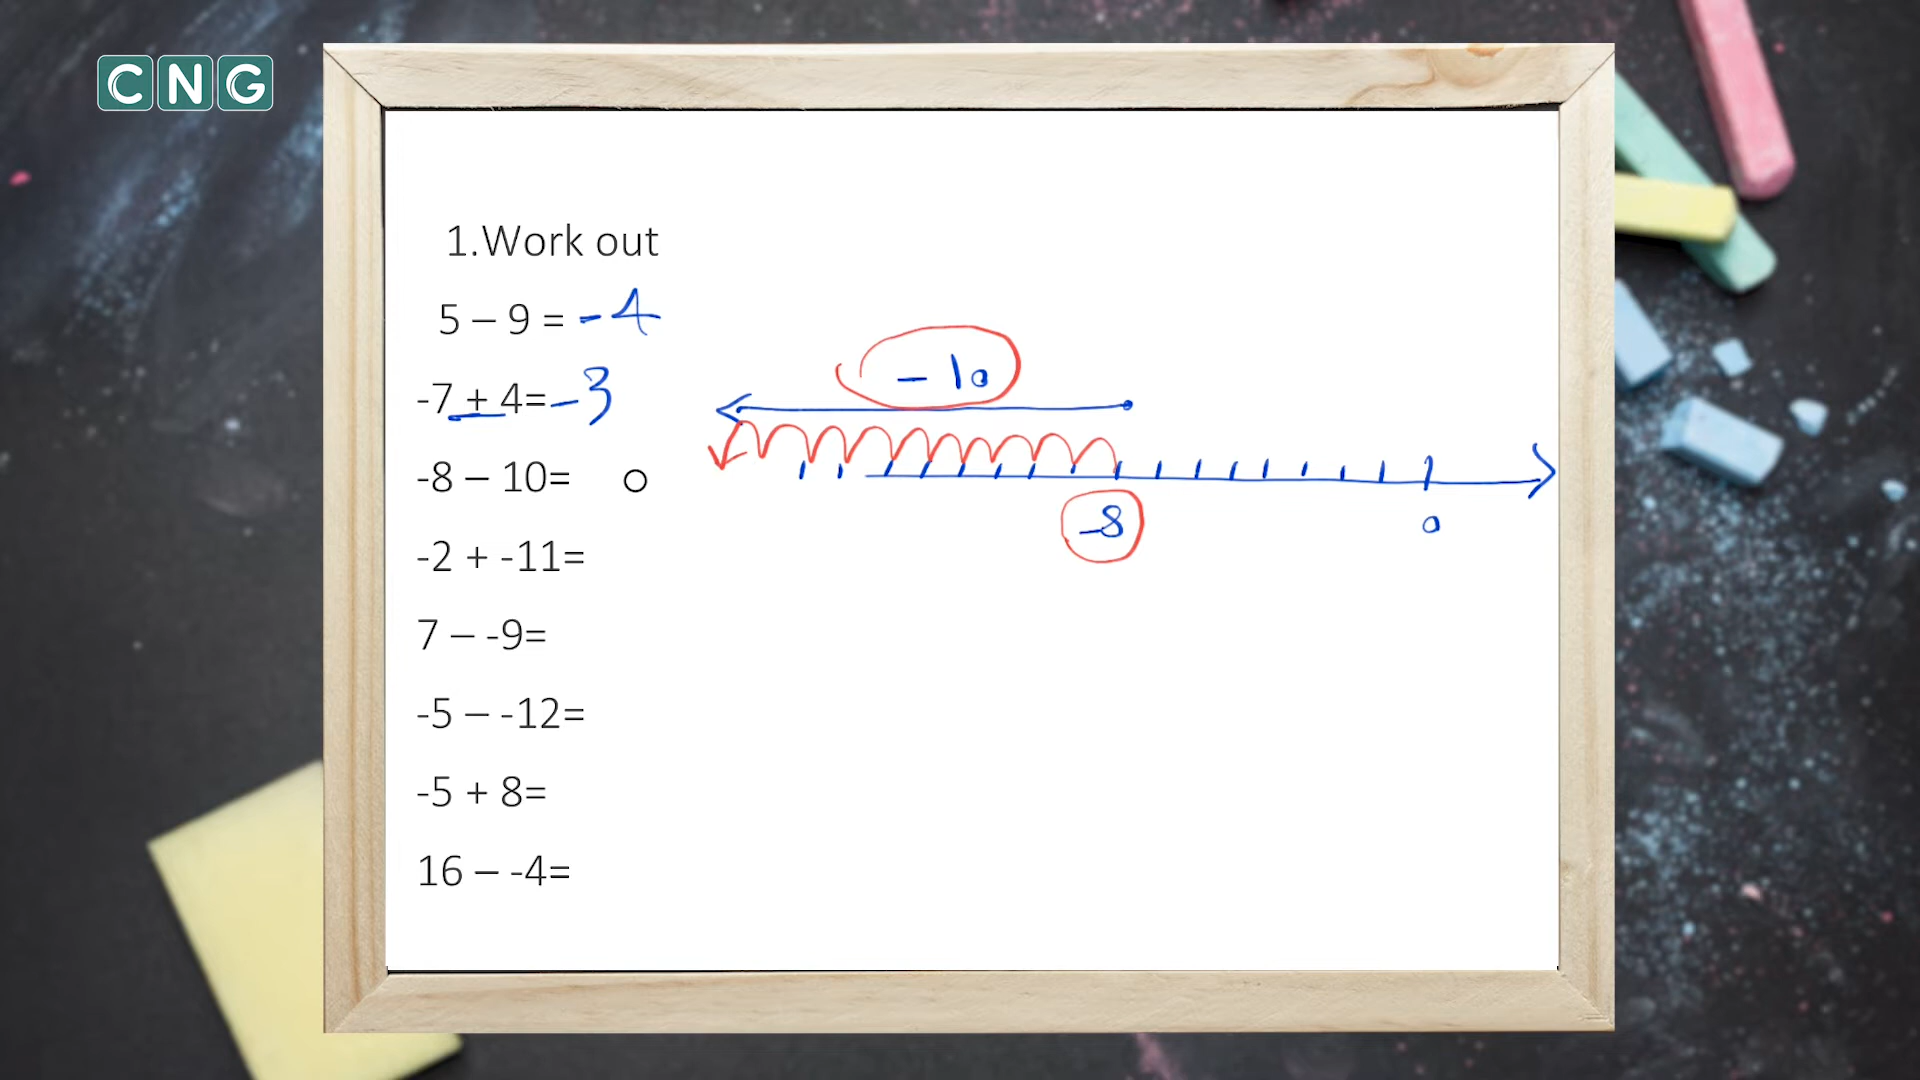 CNG
1.Work out
5 – 9 = -4
-7 + 4= -3
-8 – 10=
-2 + -11=
7 – -9=
-5 – -12=
-5 + 8=
16 – -4=
- 10
-8
0